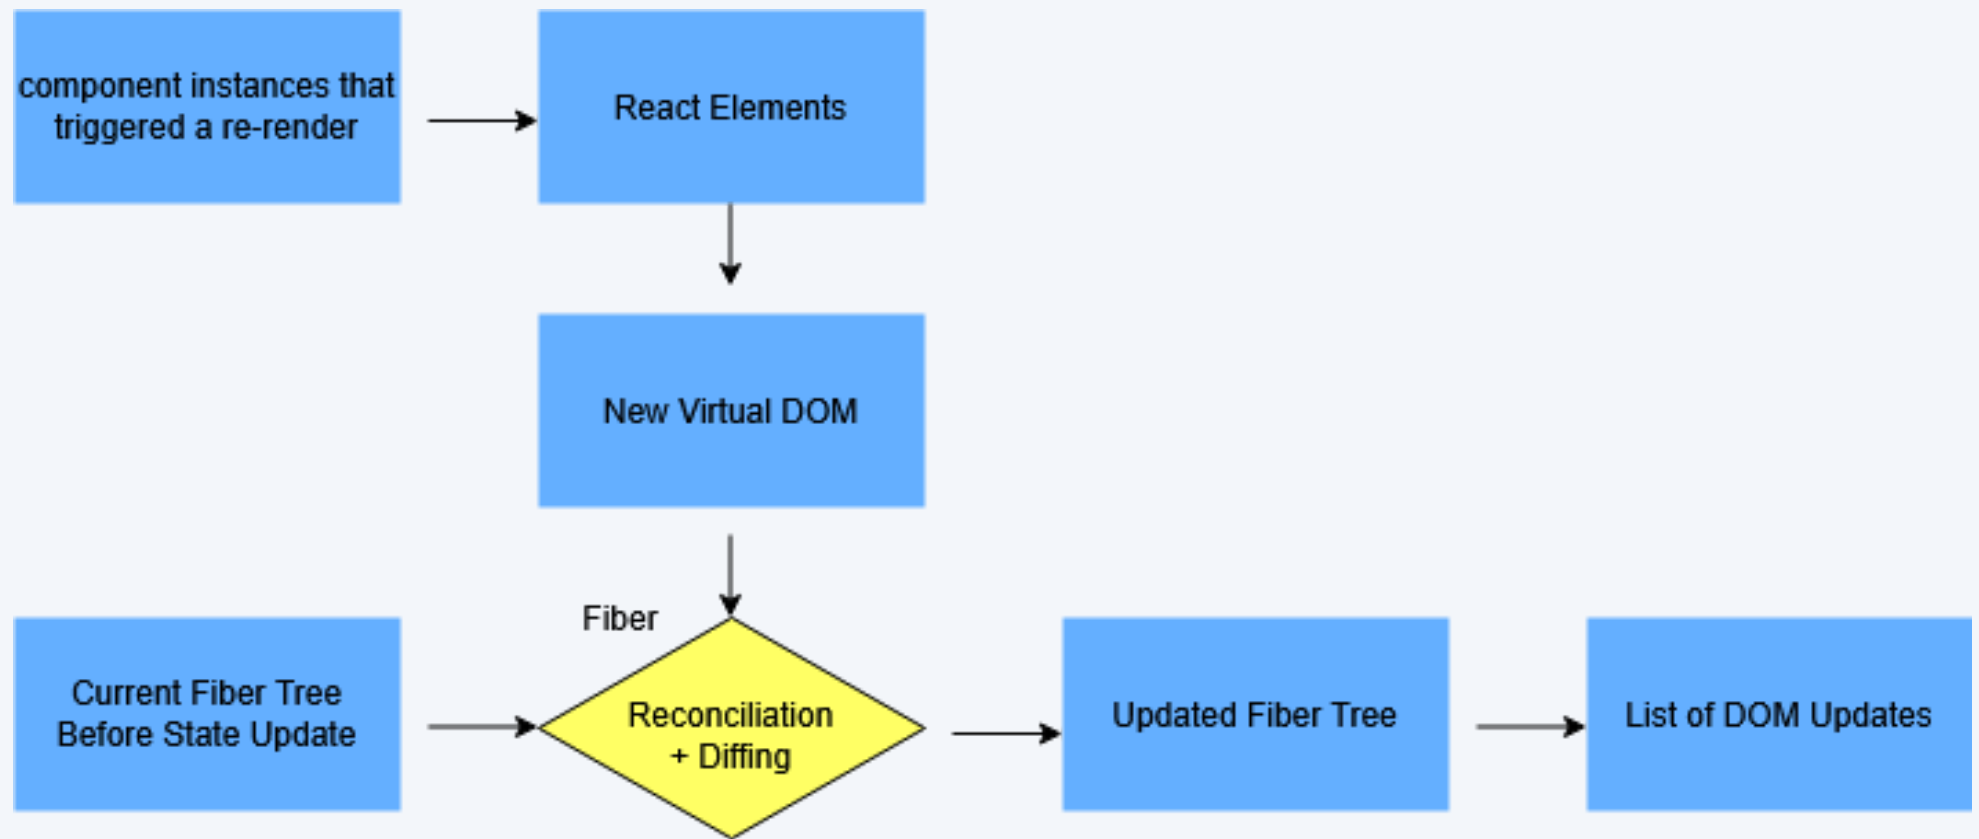 component instances that
triggered a re-render
React Elements
New Virtual DOM
Fiber
Current Fiber Tree
Before State Update
Reconciliation
+ Diffing
Updated Fiber Tree
List of DOM Updates